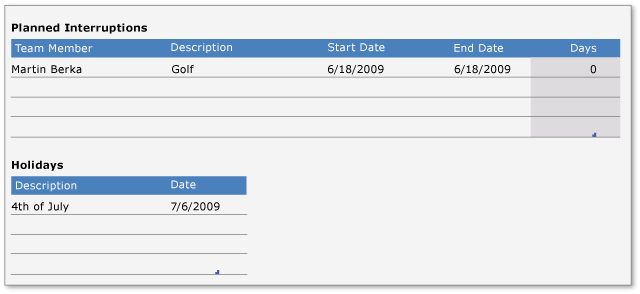 Planned Interruptions
Team Member Description Start Date End Date Days
Martin Berka Golf 6/18/2009 6/18/2009 0
Holidays
Description Date
4th of July 7/6/2009